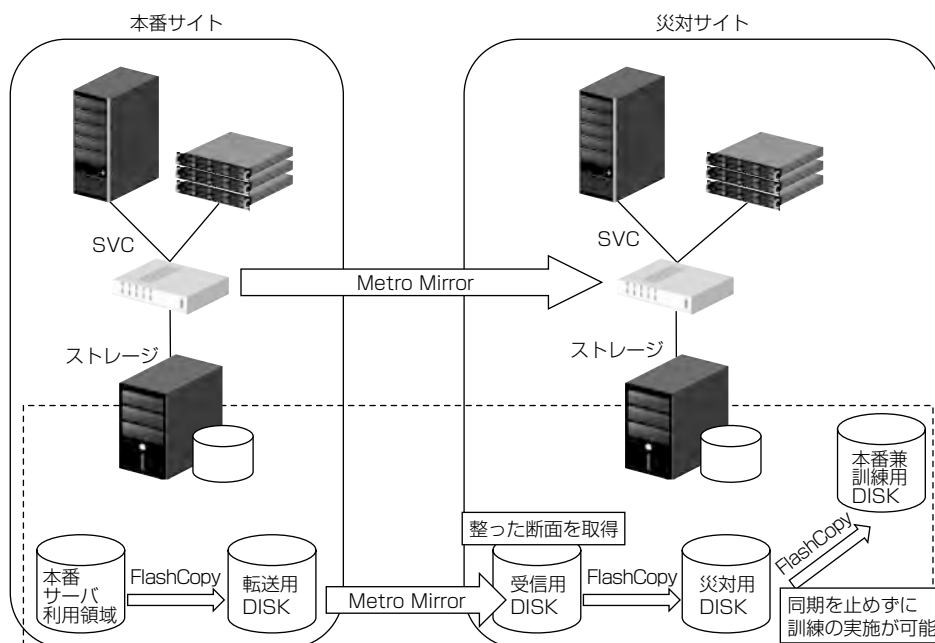 本番サイト
災対サイト
SVC
SVC
Metro Mirror
ストレージ
ストレージ
本番兼
訓練用
DISK
整った断面を取得
本番
サーバ
利用領域
FlashCopy
転送用
DISK
Metro Mirror
受信用
DISK
FlashCopy
災対用
DISK
FlashCopy
同期を止めずに
訓練の実施が可能